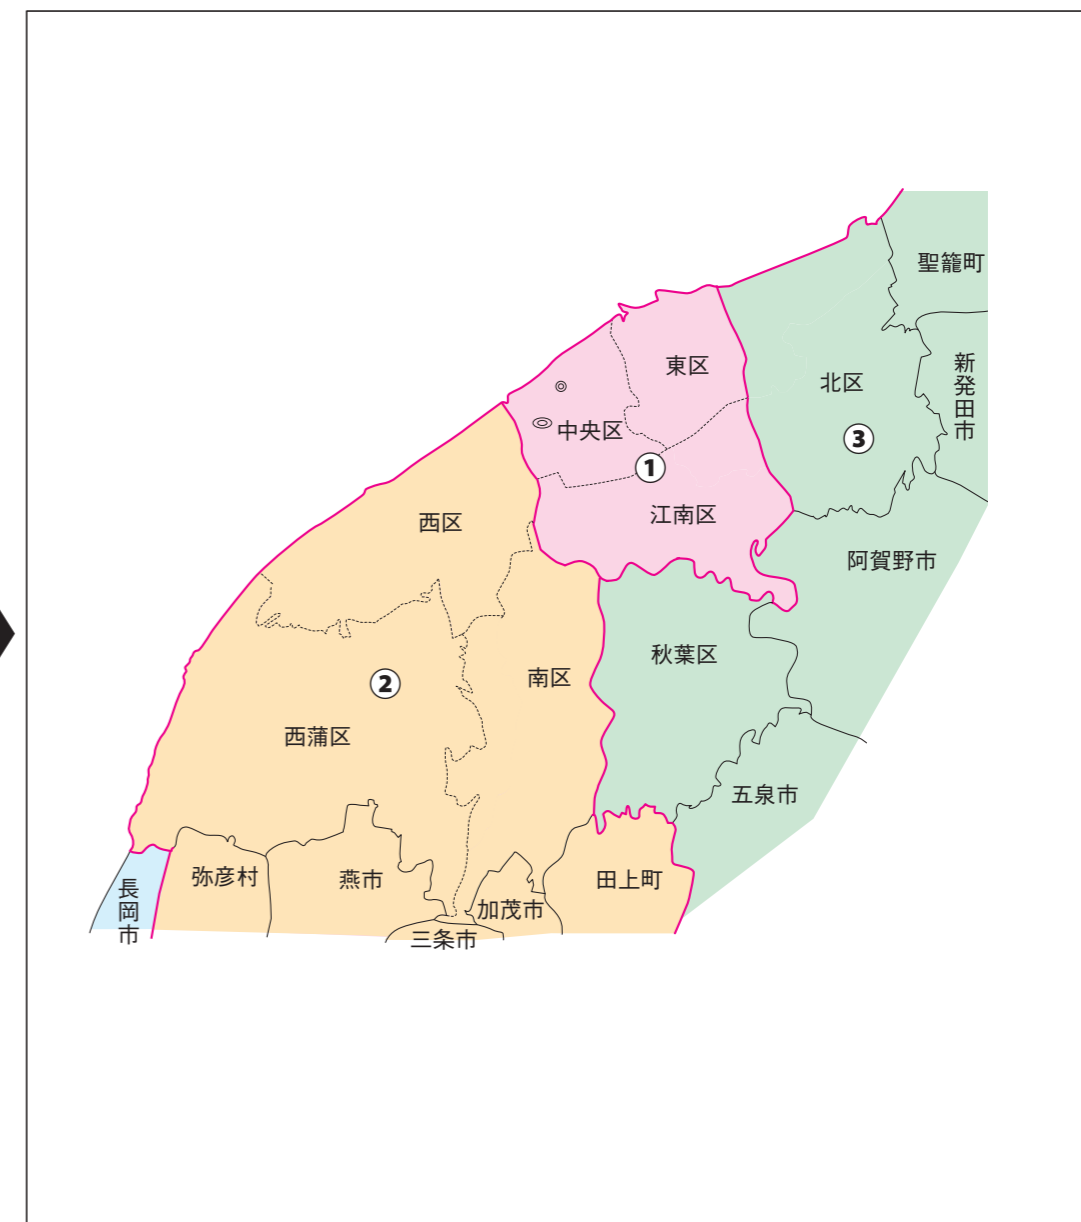 聖籠町
新発田市
東区
北区
③
中央区
①
江南区
西区
阿賀野市
秋葉区
南区
②
西蒲区
五泉市
弥彦村
燕市
田上町
長岡市
加茂市
三条市